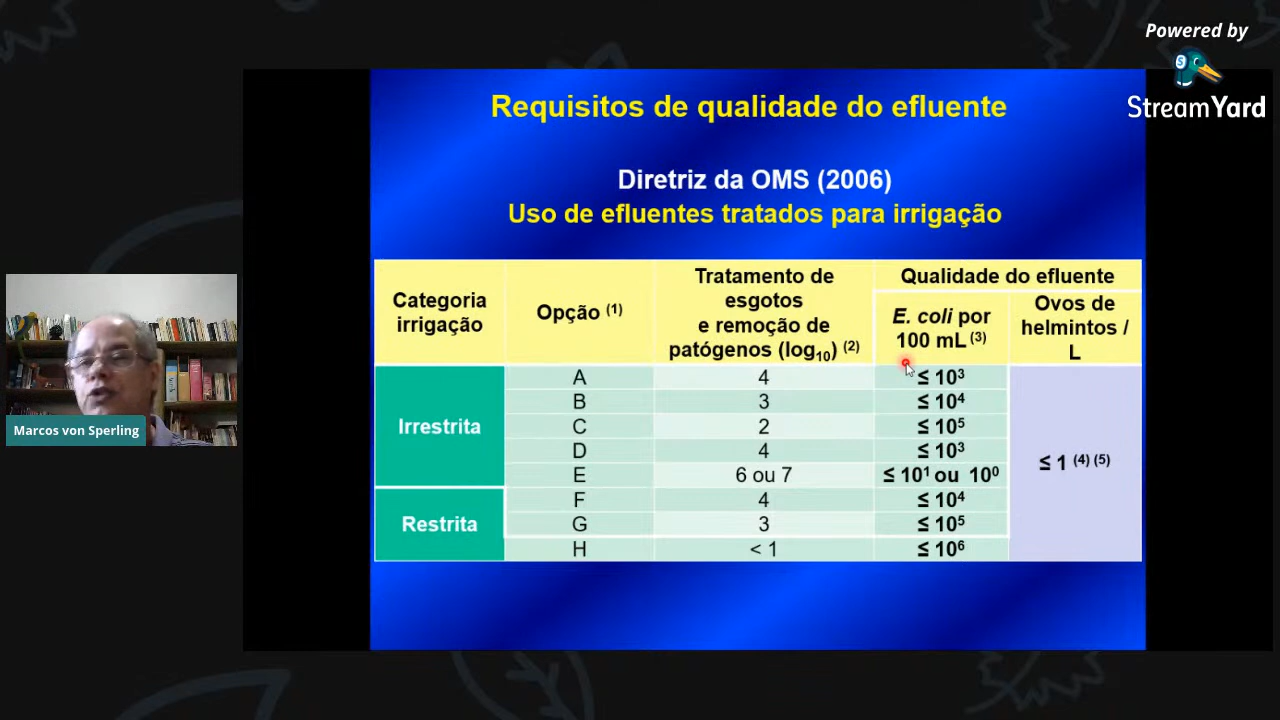 Powered by
StreamYard
Requisitos de qualidade do efluente
Diretriz da OMS (2006)
Uso de efluentes tratados para irrigação
Categoria irrigação
Opção (1)
Tratamento de esgotos e remoção de patógenos (log₁₀) (2)
Qualidade do efluente
E. coli por 100 mL (3)
Ovos de helmintos / L
Irrestrita
A 4 ≤ 10³
B 3 ≤ 10⁴
C 2 ≤ 10⁵
D 4 ≤ 10³
E 6 ou 7 ≤ 10¹ ou 10⁰
≤ 1 (4) (5)
Restrita
F 4 ≤ 10⁴
G 3 ≤ 10⁵
H < 1 ≤ 10⁶
Marcos von Sperling